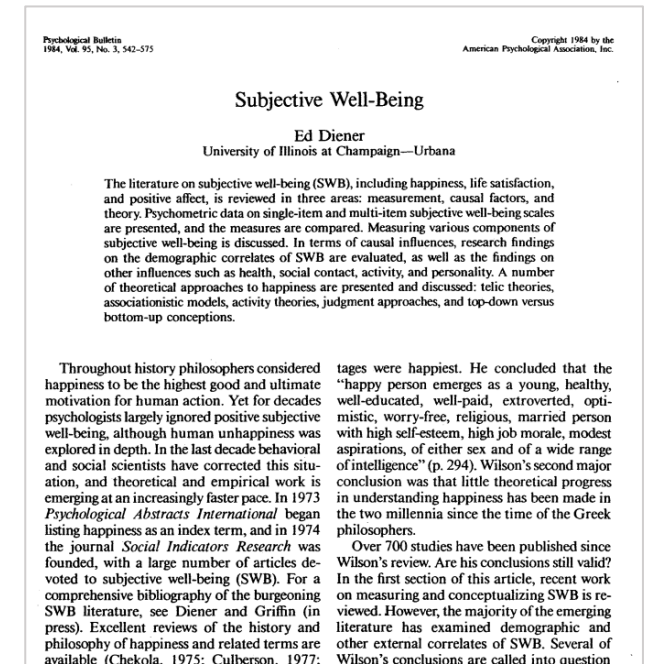 Psychological Bulletin
1984, Vol. 95, No. 3, 542-575
Copyright 1984 by the
American Psychological Association, Inc.
Subjective Well-Being
Ed Diener
University of Illinois at Champaign—Urbana
The literature on subjective well-being (SWB), including happiness, life satisfaction,
and positive affect, is reviewed in three areas: measurement, causal factors, and
theory. Psychometric data on single-item and multi-item subjective well-being scales
are presented, and the measures are compared. Measuring various components of
subjective well-being is discussed. In terms of causal influences, research findings
on the demographic correlates of SWB are evaluated, as well as the findings on
other influences such as health, social contact, activity, and personality. A number
of theoretical approaches to happiness are presented and discussed: telic theories,
associationistic models, activity theories, judgment approaches, and top-down versus
bottom-up conceptions.
Throughout history philosophers considered
happiness to be the highest good and ultimate
motivation for human action. Yet for decades
psychologists largely ignored positive subjective
well-being, although human unhappiness was
explored in depth. In the last decade behavioral
and social scientists have corrected this situ-
ation, and theoretical and empirical work is
emerging at an increasingly faster pace. In 1973
Psychological Abstracts International began
listing happiness as an index term, and in 1974
the journal Social Indicators Research was
founded, with a large number of articles de-
voted to subjective well-being (SWB). For a
comprehensive bibliography of the burgeoning
SWB literature, see Diener and Griffin (in
press). Excellent reviews of the history and
philosophy of happiness and related terms are
available (Chekola, 1975; Culberson, 1977;
tages were happiest. He concluded that the
“happy person emerges as a young, healthy,
well-educated, well-paid, extroverted, opti-
mistic, worry-free, religious, married person
with high self-esteem, high job morale, modest
aspirations, of either sex and of a wide range
of intelligence” (p. 294). Wilson's second major
conclusion was that little theoretical progress
in understanding happiness has been made in
the two millennia since the time of the Greek
philosophers.
Over 700 studies have been published since
Wilson's review. Are his conclusions still valid?
In the first section of this article, recent work
on measuring and conceptualizing SWB is re-
viewed. However, the majority of the emerging
literature has examined demographic and
other external correlates of SWB. Several of
Wilson's conclusions are called into question